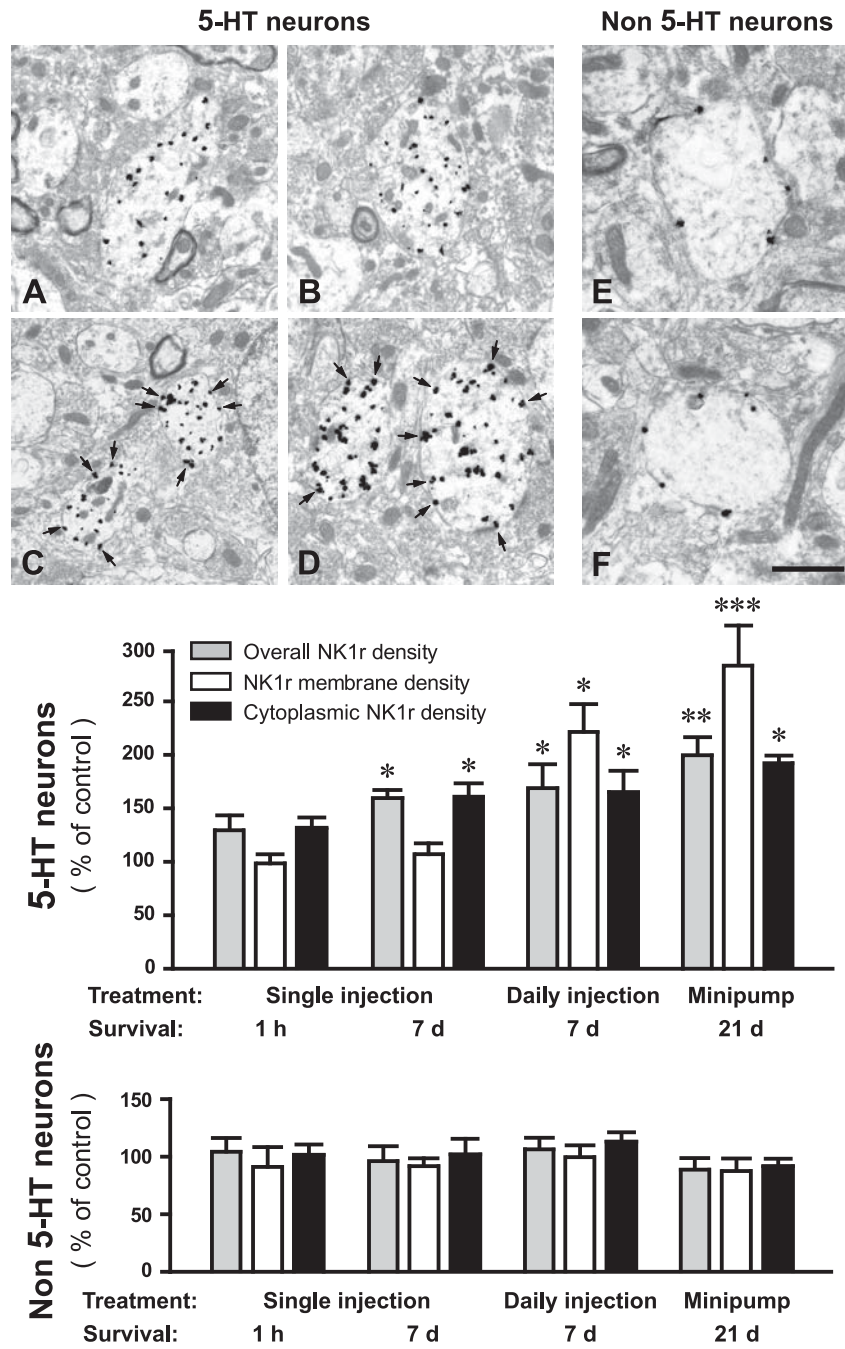 5-HT neurons
Non 5-HT neurons
A
B
E
C
D
F
5-HT neurons
( % of control )
300
250
200
150
100
50
0
Overall NK1r density
NK1r membrane density
Cytoplasmic NK1r density
*
*
*
*
*
**
***
*
Treatment: Single injection Daily injection Minipump
Survival: 1 h 7 d 7 d 21 d
Non 5-HT neurons
( % of control )
150
100
50
0
Treatment: Single injection Daily injection Minipump
Survival: 1 h 7 d 7 d 21 d